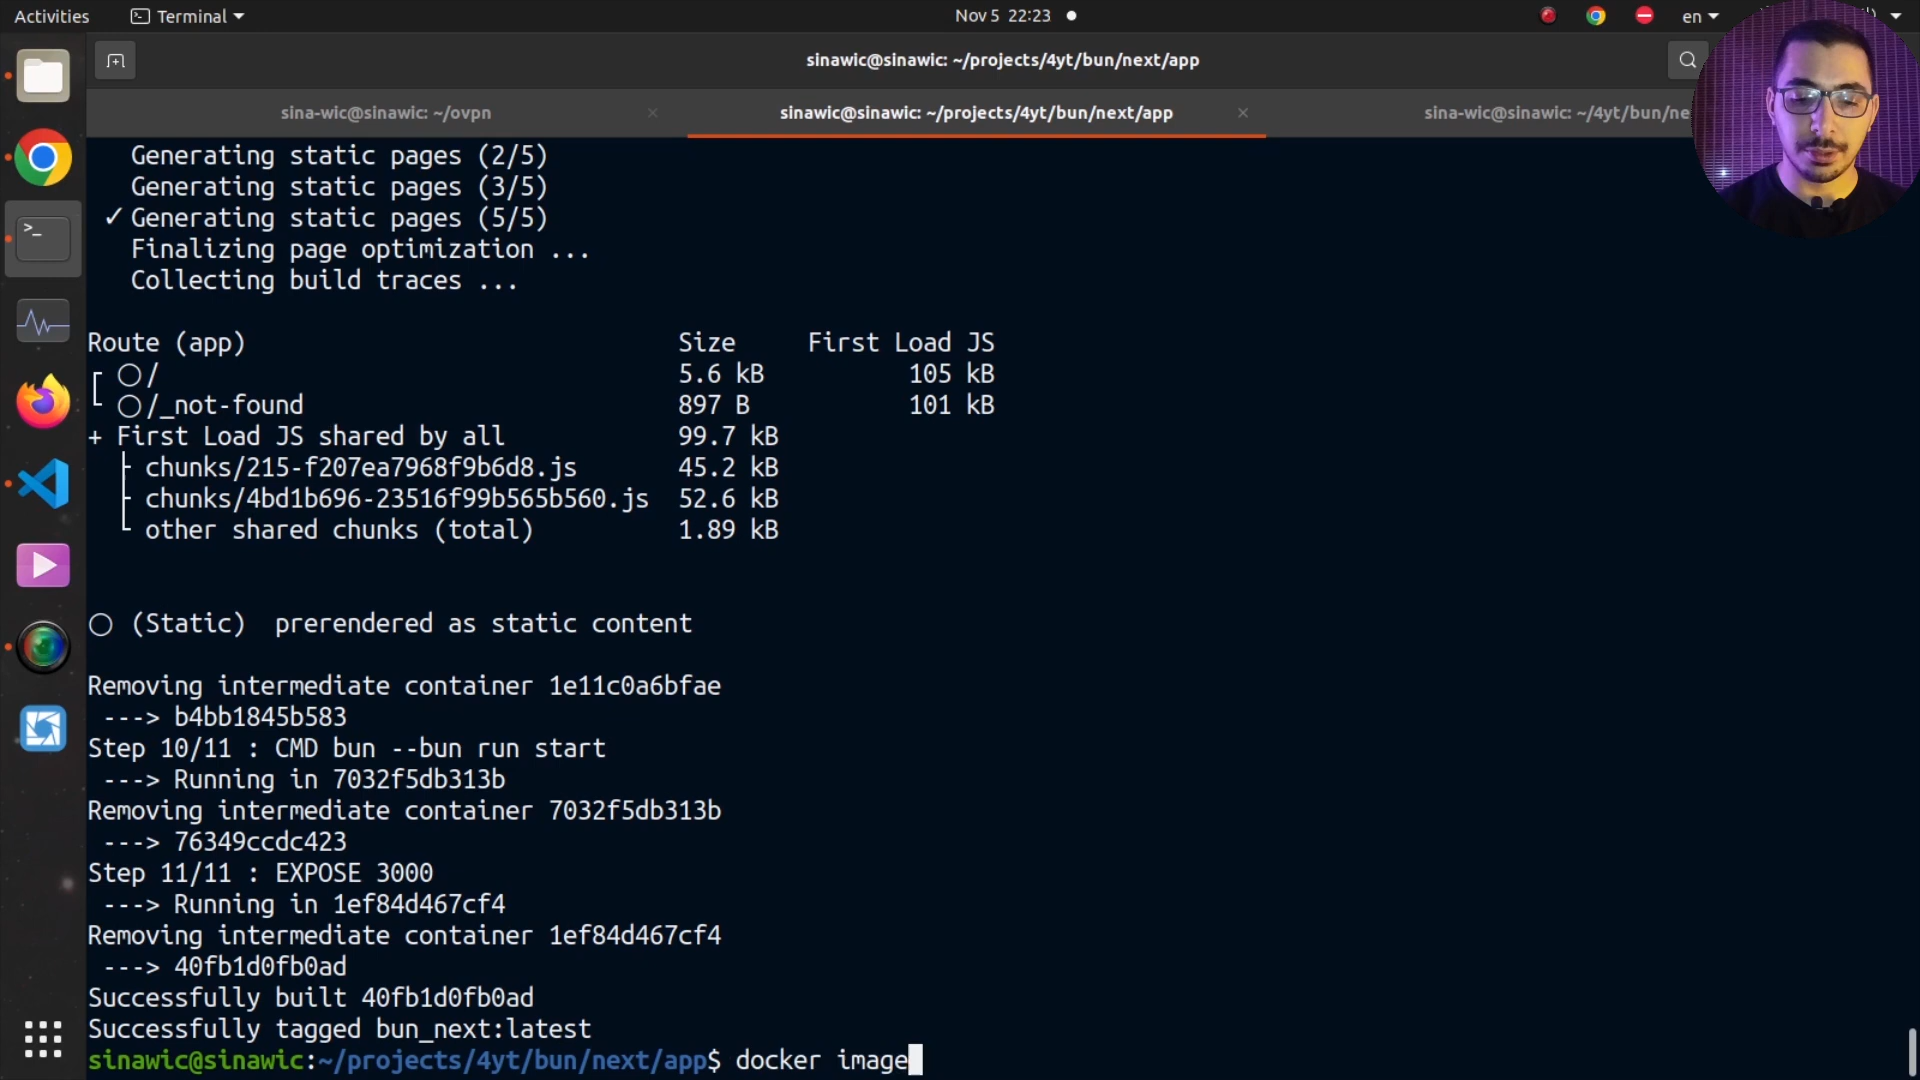 Activities
Terminal
Nov 5 22:23
en
sinawic@sinawic: ~/projects/4yt/bun/next/app
sina-wic@sinawic: ~/ovpn
sinawic@sinawic: ~/projects/4yt/bun/next/app
sina-wic@sinawic: ~/4yt/bun/ne
Generating static pages (2/5)
Generating static pages (3/5)
✓ Generating static pages (5/5)
Finalizing page optimization ...
Collecting build traces ...
Route (app) Size First Load JS
┌ ○ / 5.6 kB 105 kB
└ ○ /_not-found 897 B 101 kB
+ First Load JS shared by all 99.7 kB
├ chunks/215-f207ea7968f9b6d8.js 45.2 kB
├ chunks/4bd1b696-23516f99b565b560.js 52.6 kB
└ other shared chunks (total) 1.89 kB
○ (Static) prerendered as static content
Removing intermediate container 1e11c0a6bfae
---> b4bb1845b583
Step 10/11 : CMD bun --bun run start
---> Running in 7032f5db313b
Removing intermediate container 7032f5db313b
---> 76349ccdc423
Step 11/11 : EXPOSE 3000
---> Running in 1ef84d467cf4
Removing intermediate container 1ef84d467cf4
---> 40fb1d0fb0ad
Successfully built 40fb1d0fb0ad
Successfully tagged bun_next:latest
sinawic@sinawic:~/projects/4yt/bun/next/app$ docker image